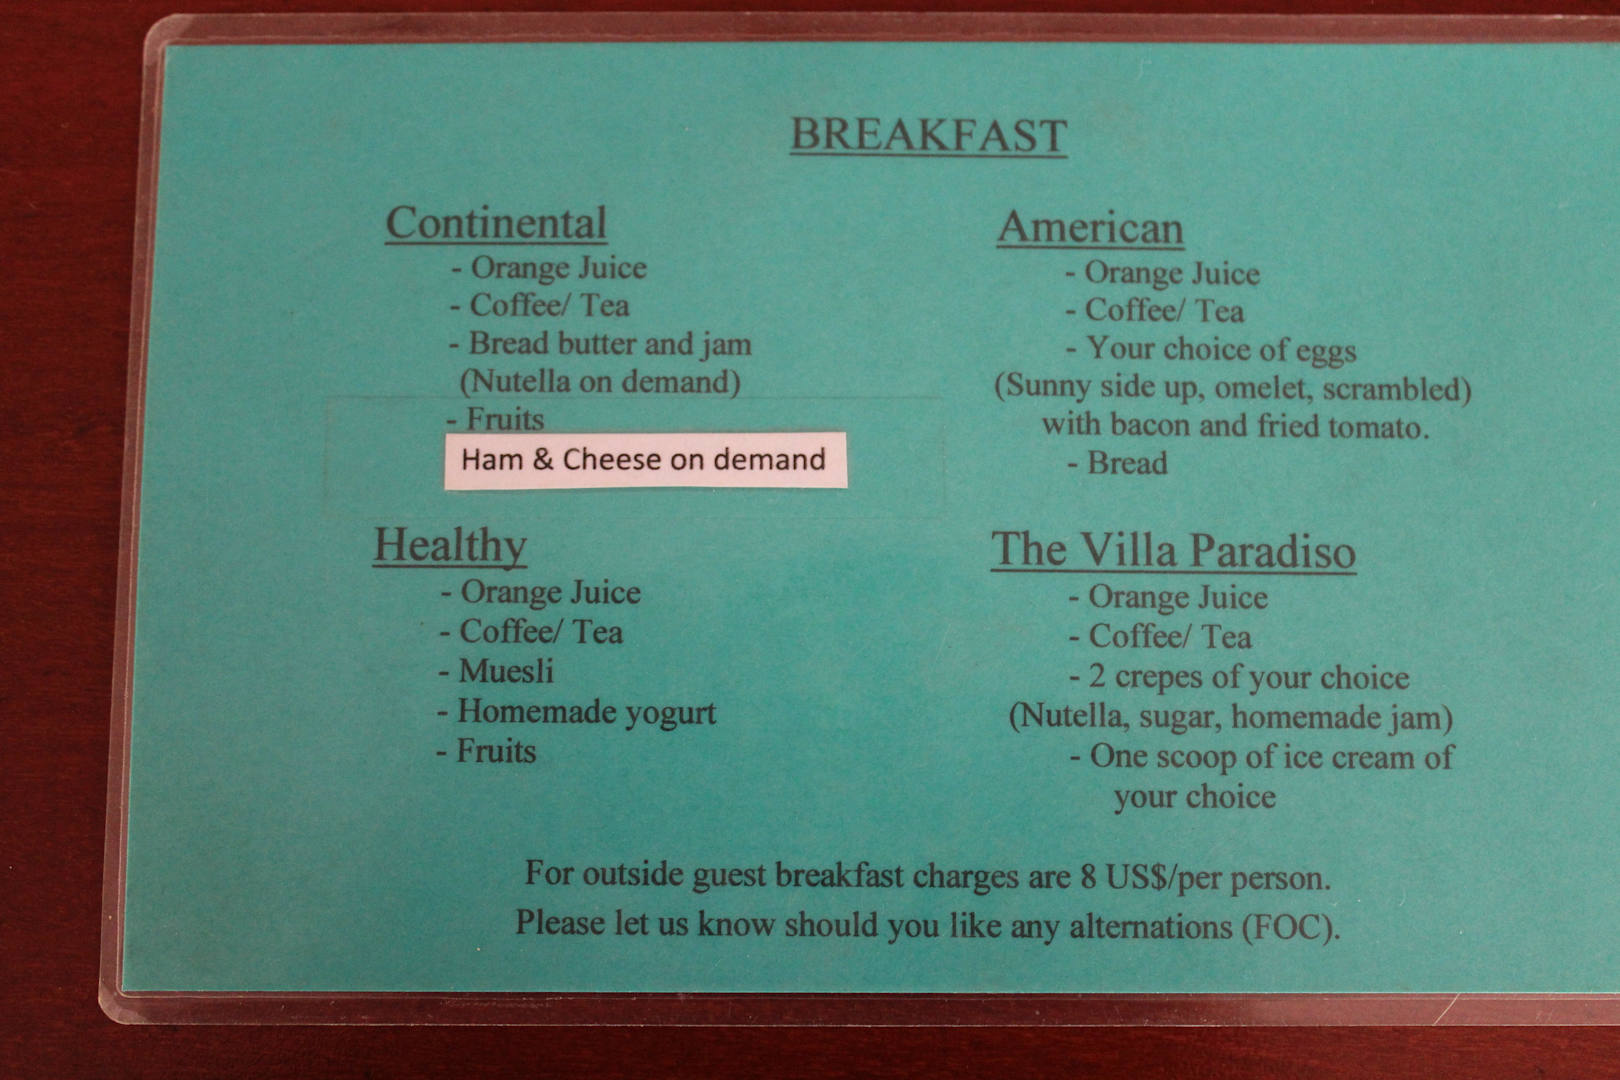 BREAKFAST
Continental
- Orange Juice
- Coffee/ Tea
- Bread butter and jam
(Nutella on demand)
- Fruits
Ham & Cheese on demand
American
- Orange Juice
- Coffee/ Tea
- Your choice of eggs
(Sunny side up, omelet, scrambled)
with bacon and fried tomato.
- Bread
Healthy
- Orange Juice
- Coffee/ Tea
- Muesli
- Homemade yogurt
- Fruits
The Villa Paradiso
- Orange Juice
- Coffee/ Tea
- 2 crepes of your choice
(Nutella, sugar, homemade jam)
- One scoop of ice cream of
your choice
For outside guest breakfast charges are 8 US$/per person.
Please let us know should you like any alternations (FOC).